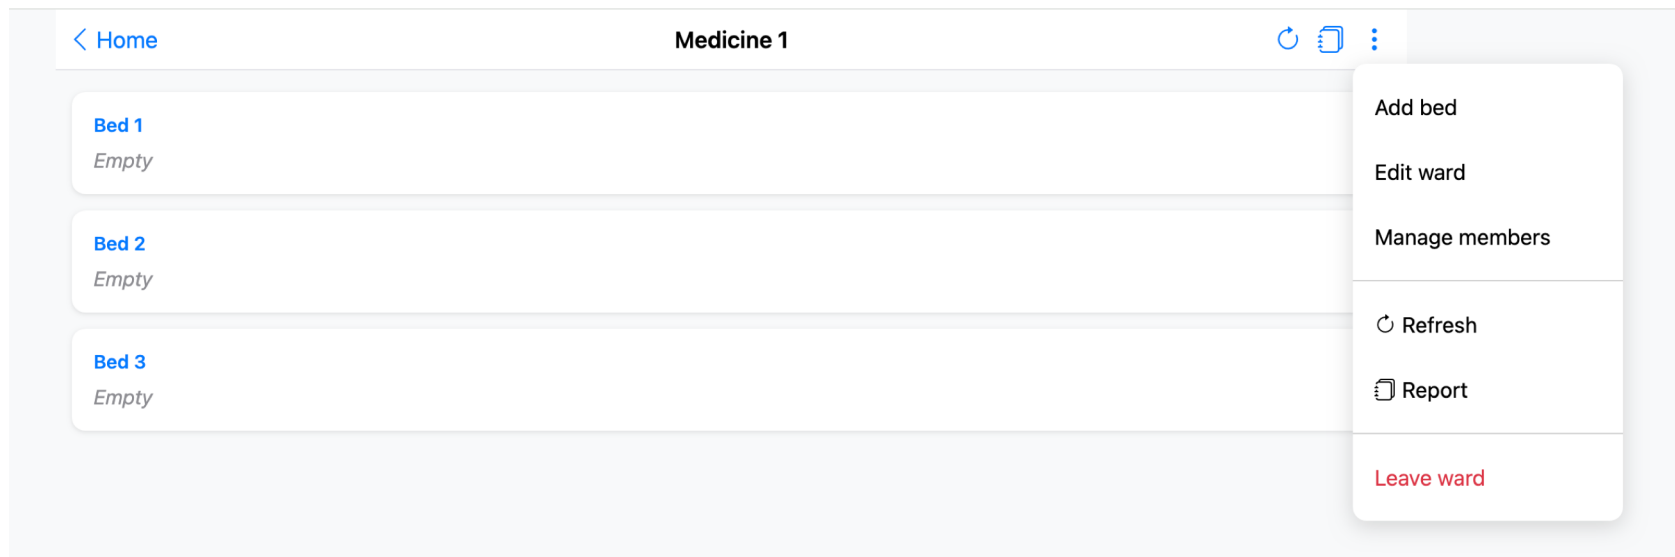 Home
Medicine 1
Bed 1
Empty
Bed 2
Empty
Bed 3
Empty
Add bed
Edit ward
Manage members
Refresh
Report
Leave ward